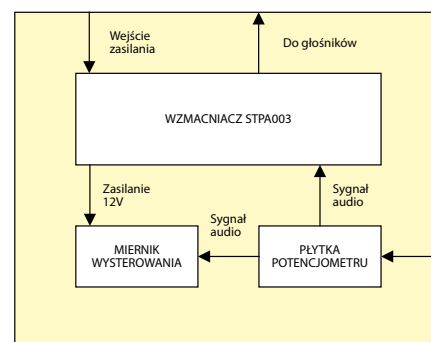 Wejście
zasilania
Do głośników
WZMACNIACZ STPA003
Zasilanie
12V
Sygnał
audio
Sygnał
audio
MIERNIK
WYSTEROWANIA
PŁYTKA
POTENCJOMETRU